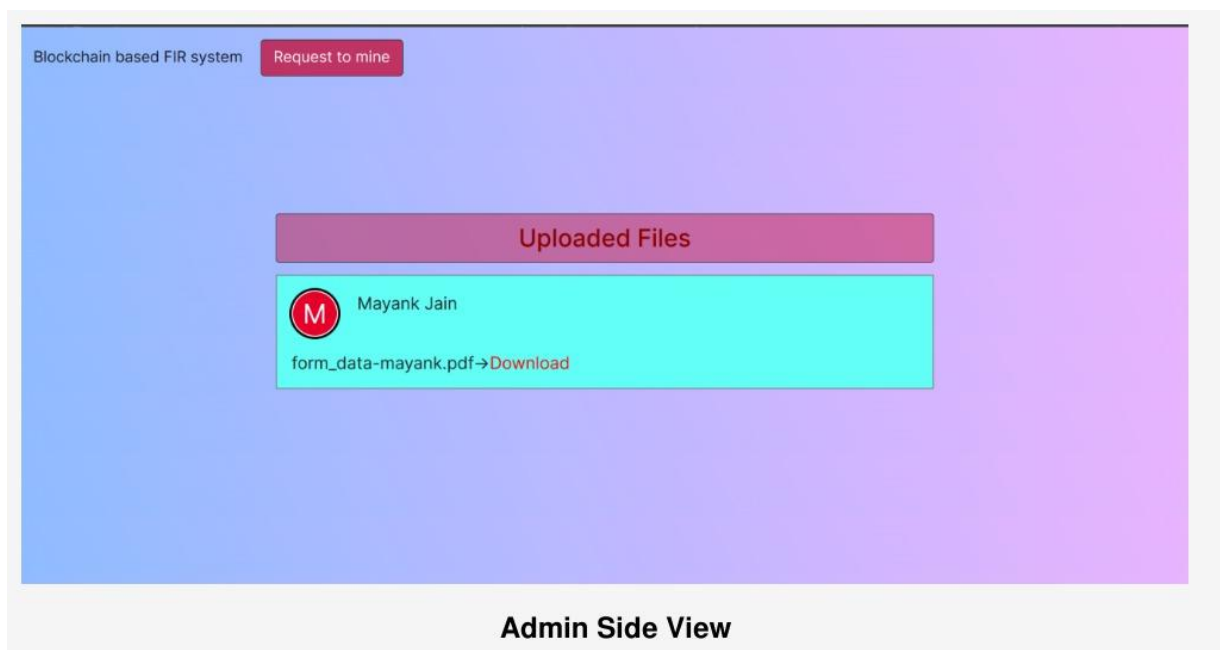 Blockchain based FIR system Request to mine
Uploaded Files
M Mayank Jain
form_data-mayank.pdf→Download
Admin Side View